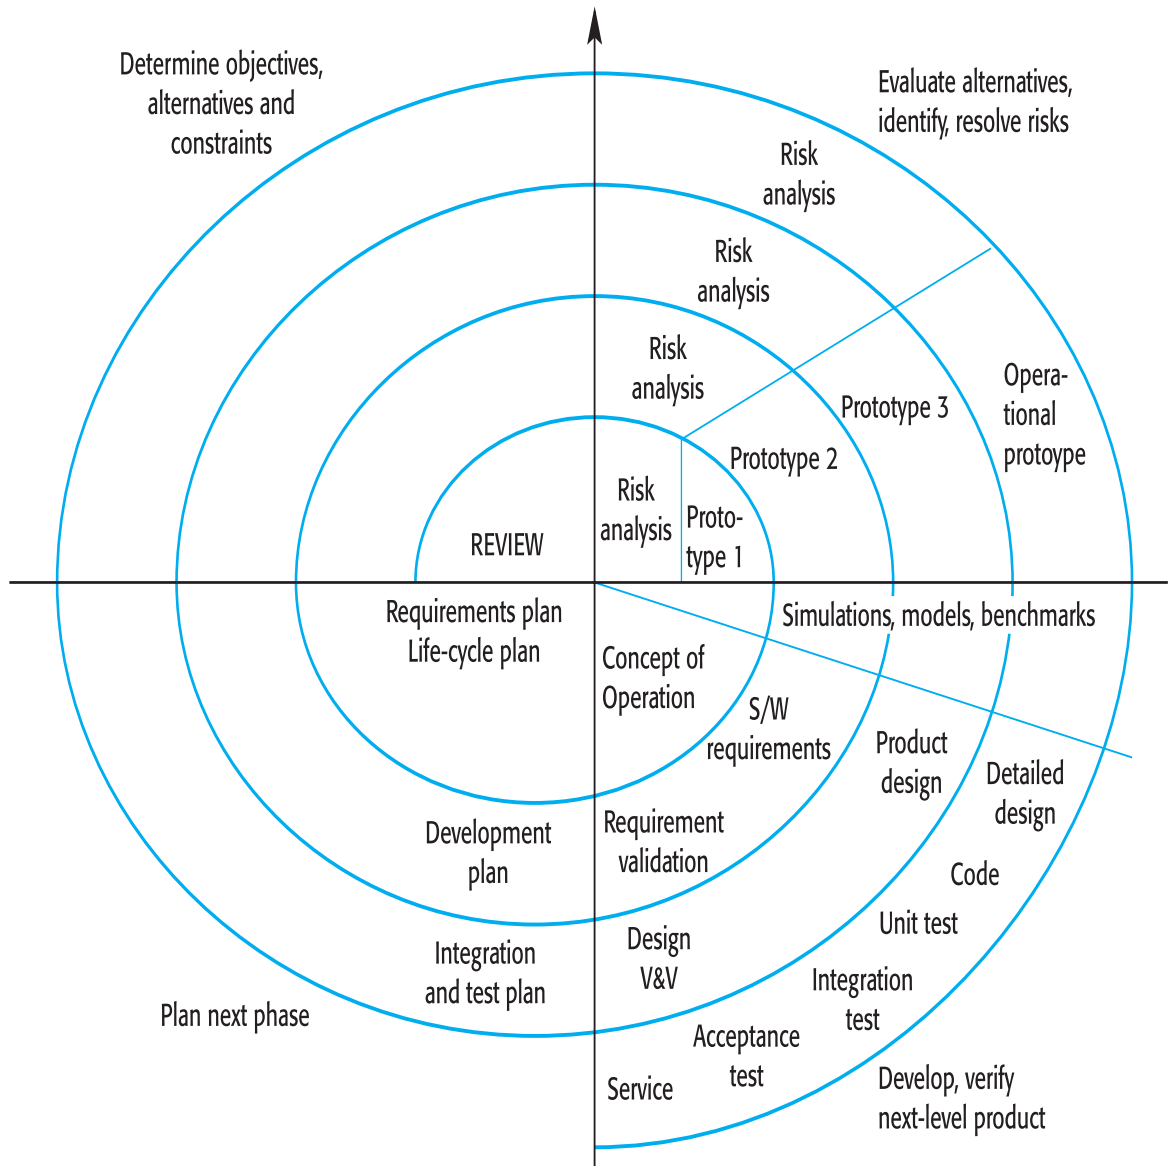 Determine objectives,
alternatives and
constraints
Evaluate alternatives,
identify, resolve risks
Risk
analysis
Risk
analysis
Risk
analysis
Opera-
tional
protoype
Prototype 3
Prototype 2
Risk
analysis
Proto-
type 1
REVIEW
Requirements plan
Life-cycle plan
Simulations, models, benchmarks
Concept of
Operation
S/W
requirements
Product
design
Detailed
design
Development
plan
Requirement
validation
Code
Unit test
Integration
and test plan
Design
V&V
Integration
test
Plan next phase
Acceptance
test
Service
Develop, verify
next-level product